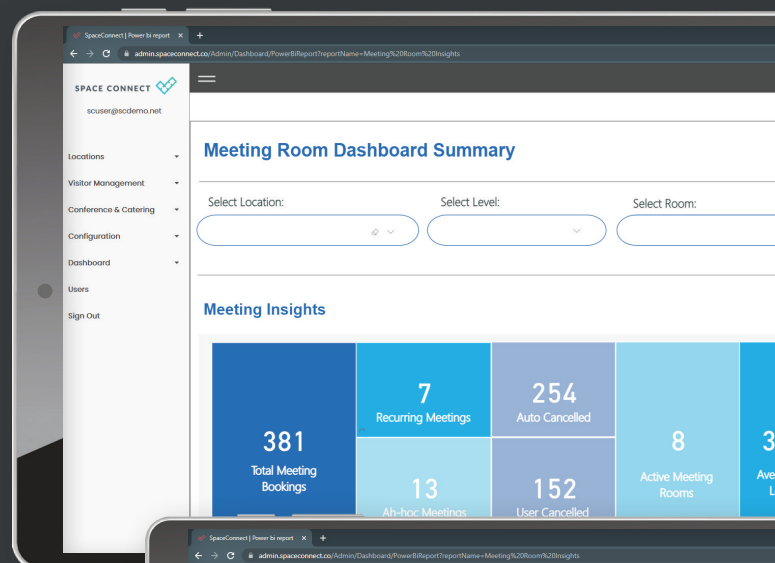 SpaceConnect | Power bi report
admin.spaceconnect.co/Admin/Dashboard/PowerBiReport?reportName=Meeting%20Room%20Insights
SPACE CONNECT
scuser@scdemo.net
Locations
Visitor Management
Conference & Catering
Configuration
Dashboard
Users
Sign Out
Meeting Room Dashboard Summary
Select Location:
Select Level:
Select Room:
Meeting Insights
381
Total Meeting
Bookings
7
Recurring Meetings
13
Ah-hoc Meetings
254
Auto Cancelled
152
User Cancelled
8
Active Meeting
Rooms
3
Ave
L
SpaceConnect | Power bi report
admin.spaceconnect.co/Admin/Dashboard/PowerBiReport?reportName=Meeting%20Room%20Insights